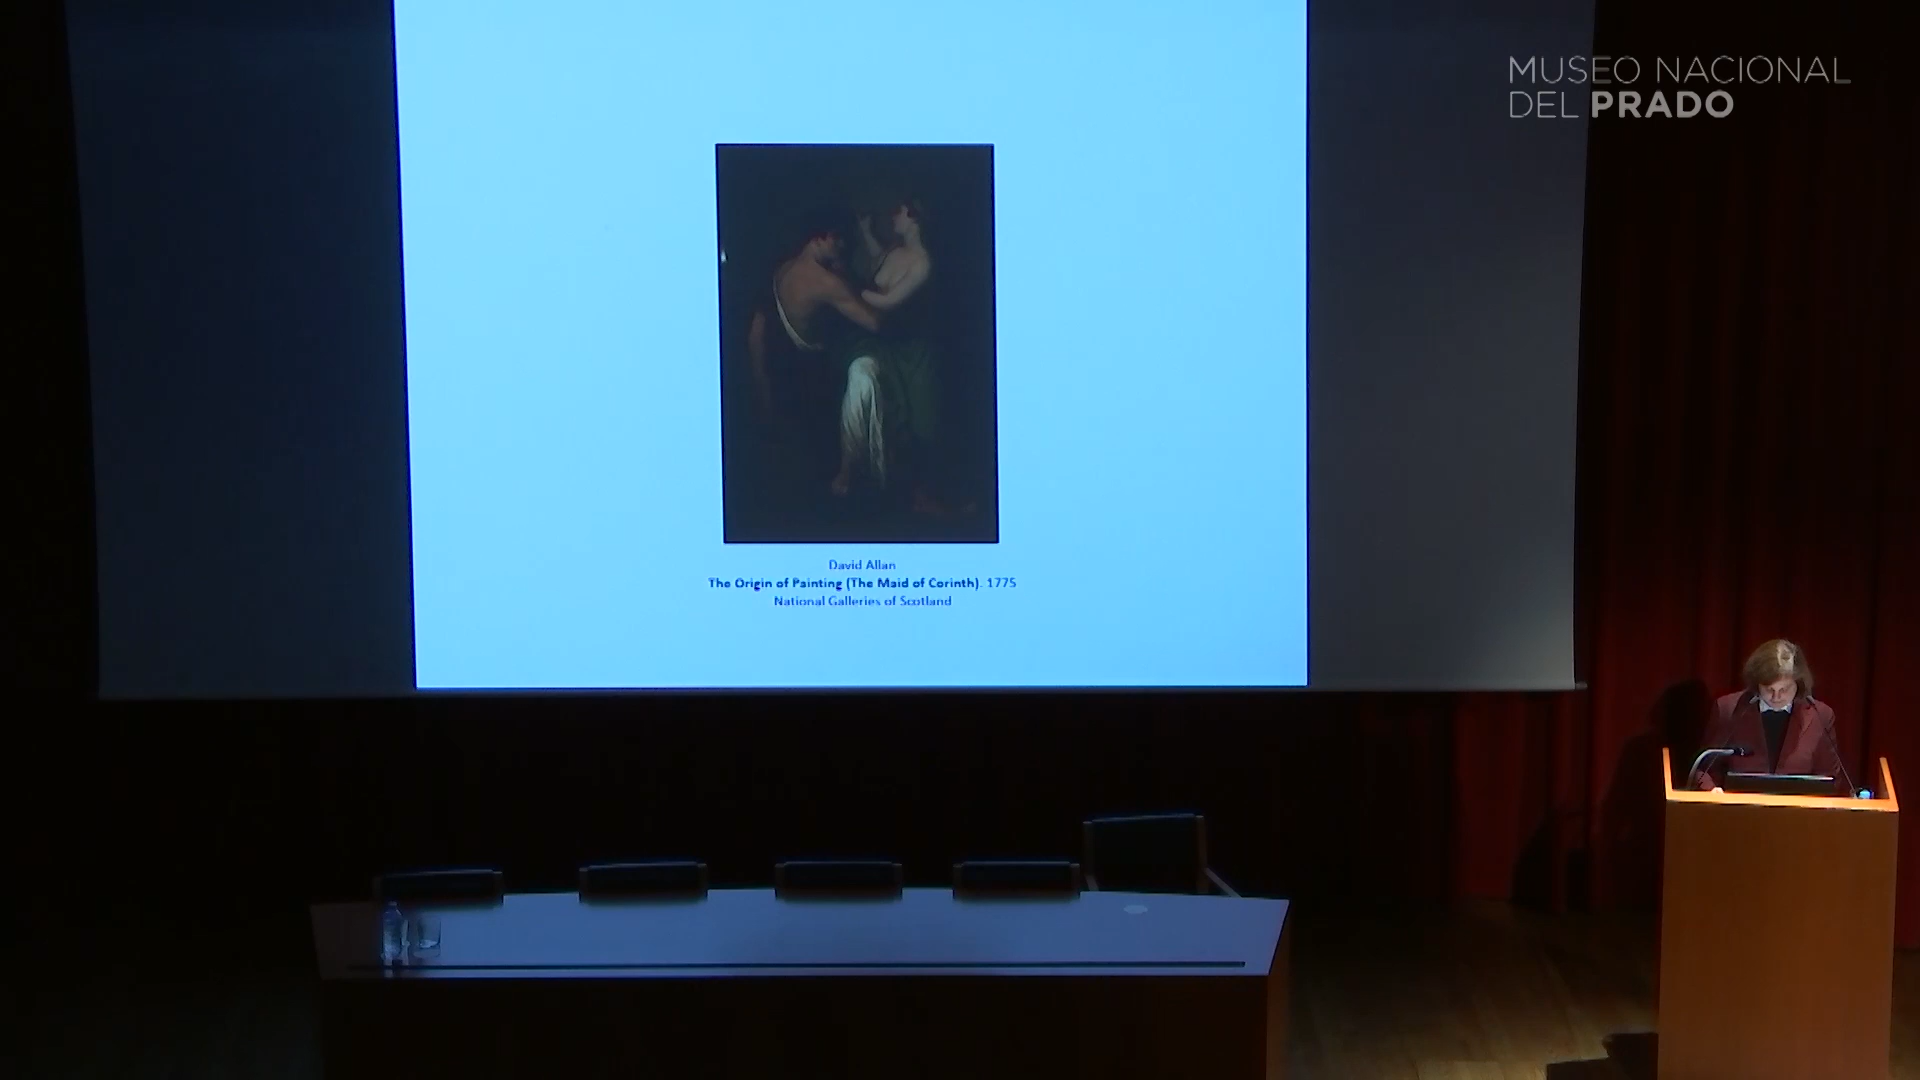 MUSEO NACIONAL
DEL PRADO
David Allan
The Origin of Painting (The Maid of Corinth). 1775
National Galleries of Scotland